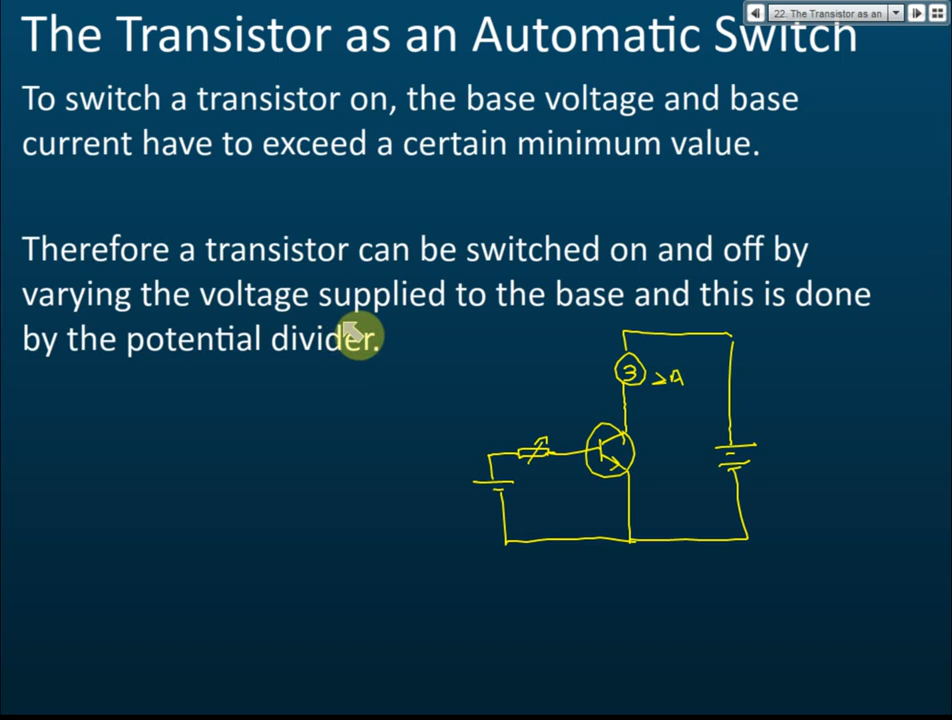 The Transistor as an Automatic Switch
22. The Transistor as an
To switch a transistor on, the base voltage and base
current have to exceed a certain minimum value.
Therefore a transistor can be switched on and off by
varying the voltage supplied to the base and this is done
by the potential divider.